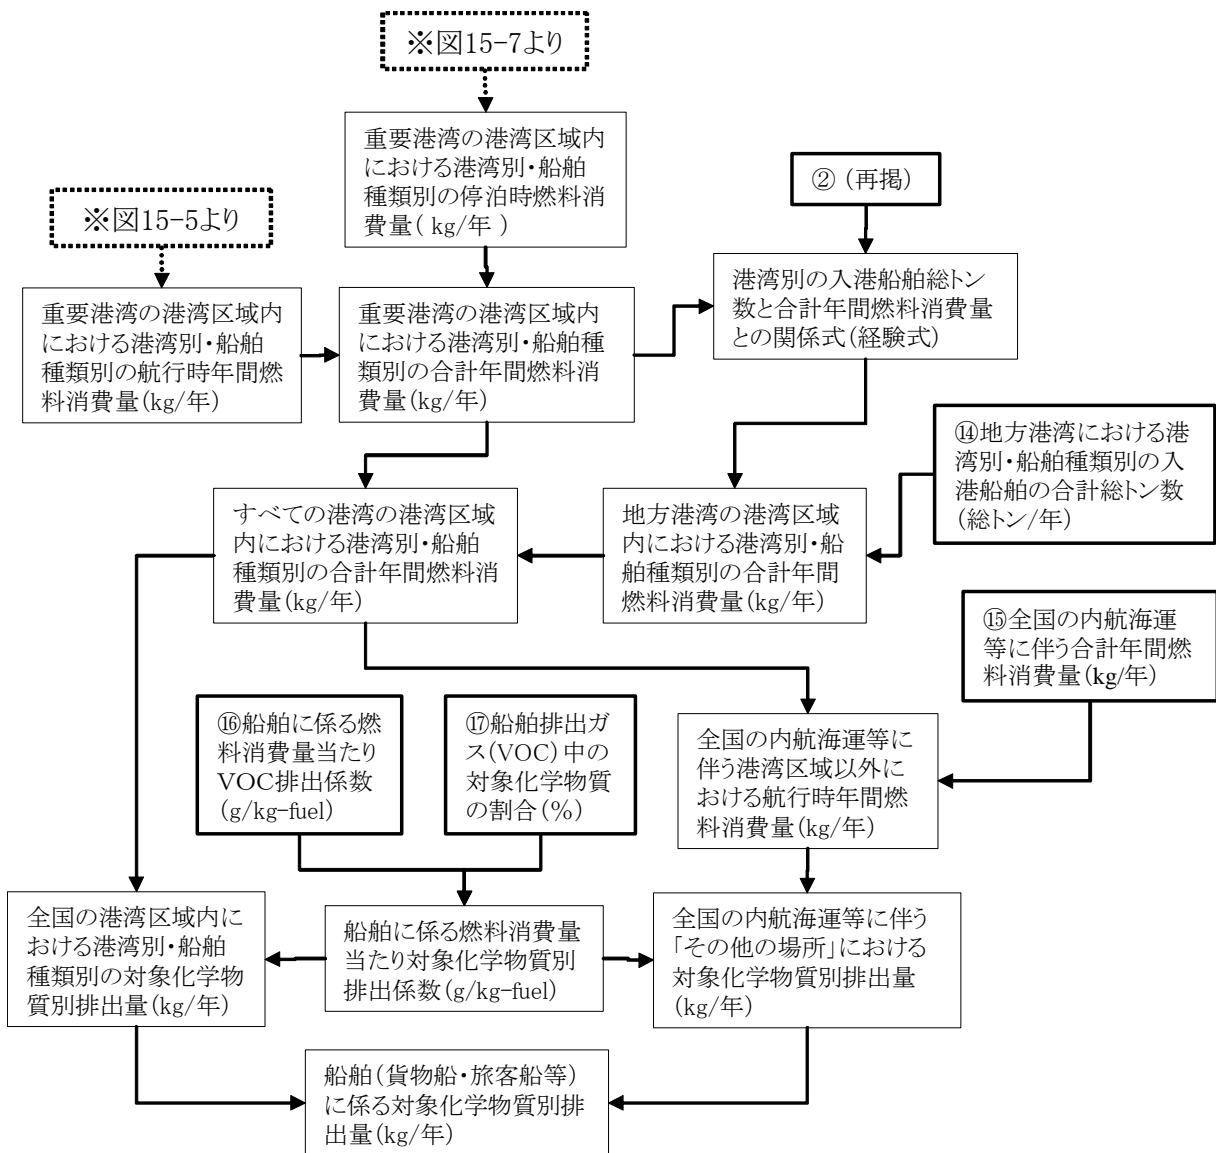 ※図15-7より
重要港湾の港湾区域内
における港湾別・船舶
種類別の停泊時燃料消
費量( kg/年 )
②（再掲）
※図15-5より
港湾別の入港船舶総トン
数と合計年間燃料消費量
との関係式(経験式)
重要港湾の港湾区域内
における港湾別・船舶
種類別の航行時年間燃
料消費量(kg/年)
重要港湾の港湾区域内
における港湾別・船舶種
類別の合計年間燃料消
費量(kg/年)
⑭地方港湾における港
湾別・船舶種類別の入
港船舶の合計総トン数
(総トン/年)
すべての港湾の港湾区域
内における港湾別・船舶
種類別の合計年間燃料消
費量(kg/年)
地方港湾の港湾区域
内における港湾別・船
舶種類別の合計年間
燃料消費量(kg/年)
⑮全国の内航海運
等に伴う合計年間燃
料消費量(kg/年)
⑯船舶に係る燃
料消費量当たり
VOC排出係数
(g/kg-fuel)
⑰船舶排出ガ
ス(VOC)中の
対象化学物質
の割合(%)
全国の内航海運等に
伴う港湾区域以外に
おける航行時年間燃
料消費量(kg/年)
全国の港湾区域内に
おける港湾別・船舶
種類別の対象化学物
質別排出量(kg/年)
船舶に係る燃料消費量
当たり対象化学物質別
排出係数(g/kg-fuel)
全国の内航海運等に伴う
「その他の場所」における
対象化学物質別排出量
(kg/年)
船舶(貨物船・旅客船等)
に係る対象化学物質別排
出量(kg/年)